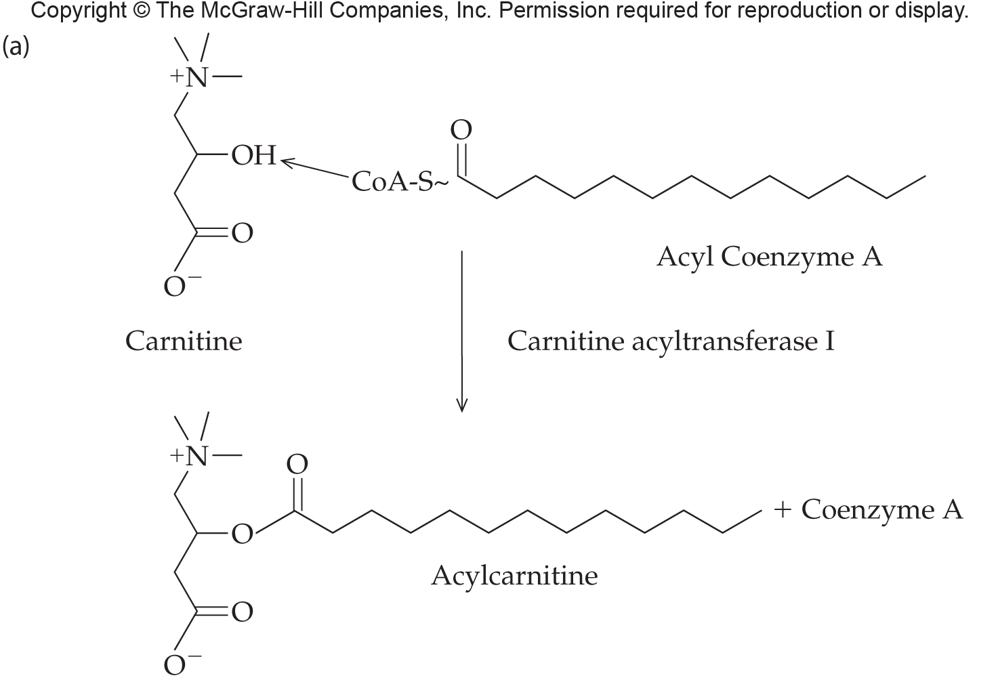 Copyright © The McGraw-Hill Companies, Inc. Permission required for reproduction or display.
(a)
+N
O
OH
CoA-S~
O
O−
Acyl Coenzyme A
Carnitine
Carnitine acyltransferase I
+N
O
O
+ Coenzyme A
Acylcarnitine
O
O−